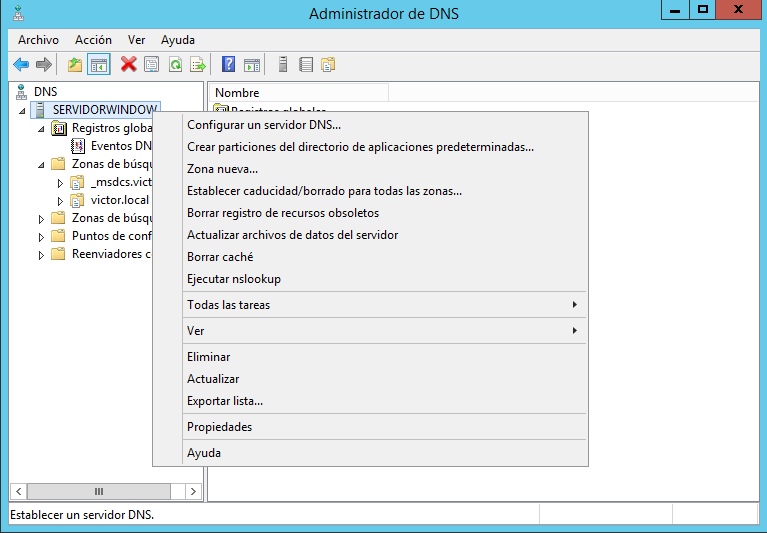 Administrador de DNS
Archivo Acción Ver Ayuda
DNS
SERVIDORWINDOW
Registros globa
Eventos DN
Zonas de búsqu
_msdcs.vict
victor.local
Zonas de búsqu
Puntos de conf
Reenviadores c
Nombre
Registros globales
Configurar un servidor DNS...
Crear particiones del directorio de aplicaciones predeterminadas...
Zona nueva...
Establecer caducidad/borrado para todas las zonas...
Borrar registro de recursos obsoletos
Actualizar archivos de datos del servidor
Borrar caché
Ejecutar nslookup
Todas las tareas
Ver
Eliminar
Actualizar
Exportar lista...
Propiedades
Ayuda
Establecer un servidor DNS.